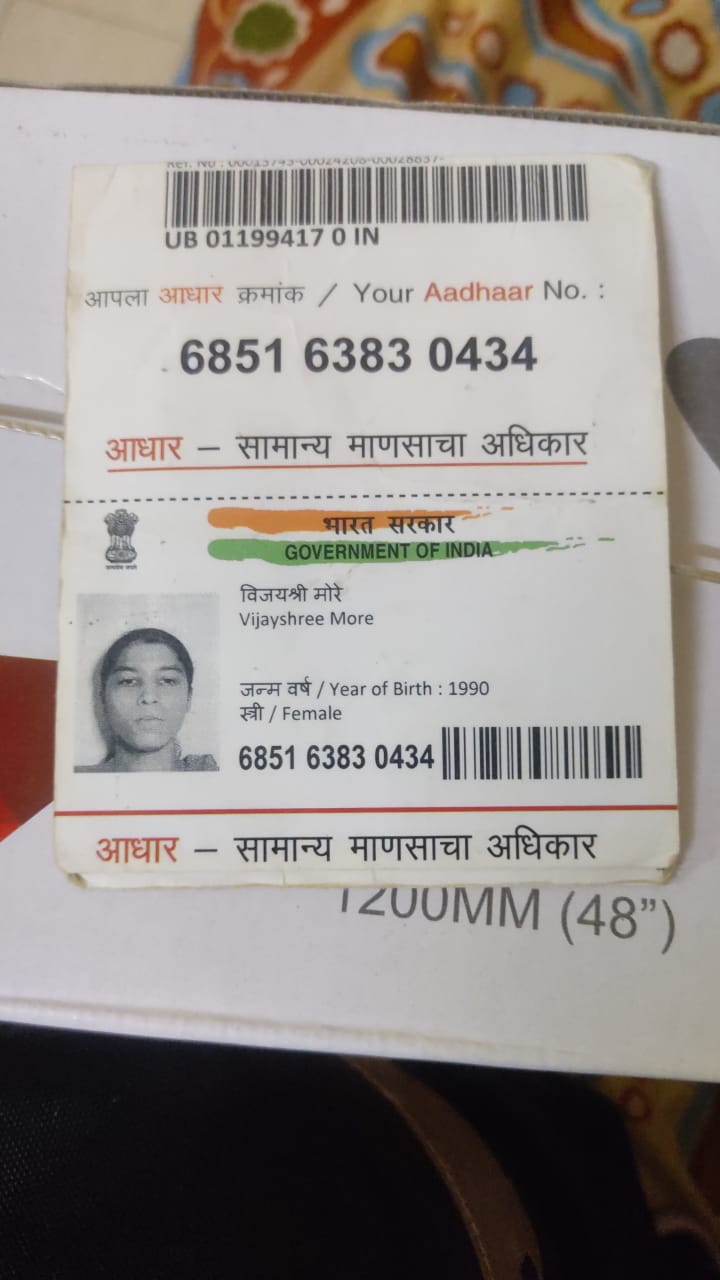 UB 01199417 0 IN
आपला आधार क्रमांक / Your Aadhaar No. :
6851 6383 0434
आधार – सामान्य माणसाचा अधिकार
भारत सरकार
GOVERNMENT OF INDIA
विजयश्री मोरे
Vijayshree More
जन्म वर्ष / Year of Birth : 1990
स्त्री / Female
6851 6383 0434
आधार – सामान्य माणसाचा अधिकार
1200MM (48”)